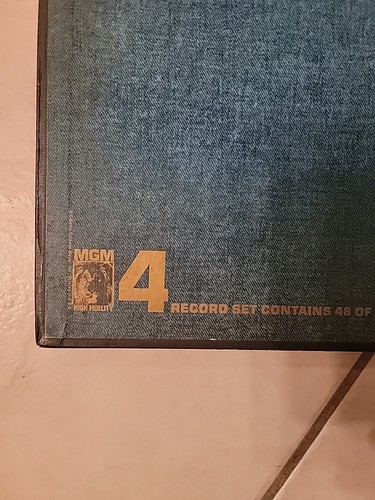 MGM
HIGH FIDELITY
4
RECORD SET CONTAINS 48 OF